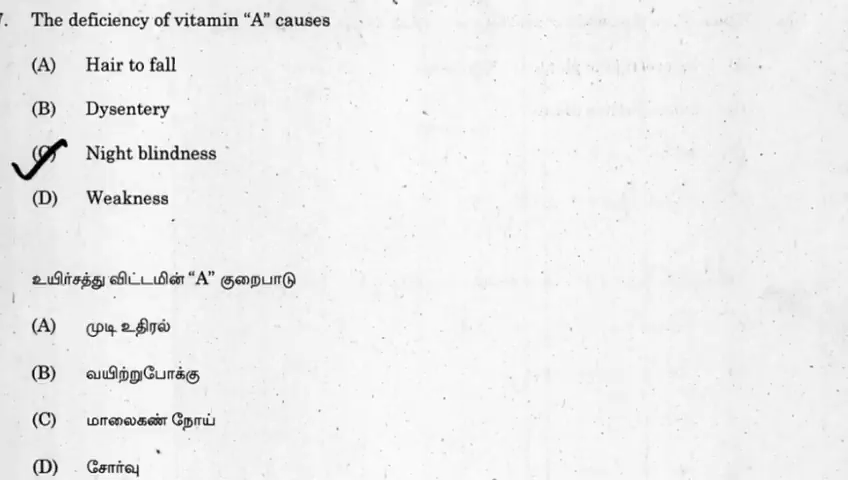 7. The deficiency of vitamin “A” causes
(A) Hair to fall
(B) Dysentery
(C) Night blindness
(D) Weakness
உயிர்சத்து விட்டமின் “A” குறைபாடு
(A) முடி உதிரல்
(B) வயிற்றுபோக்கு
(C) மாலைகண் நோய்
(D) சோர்வு